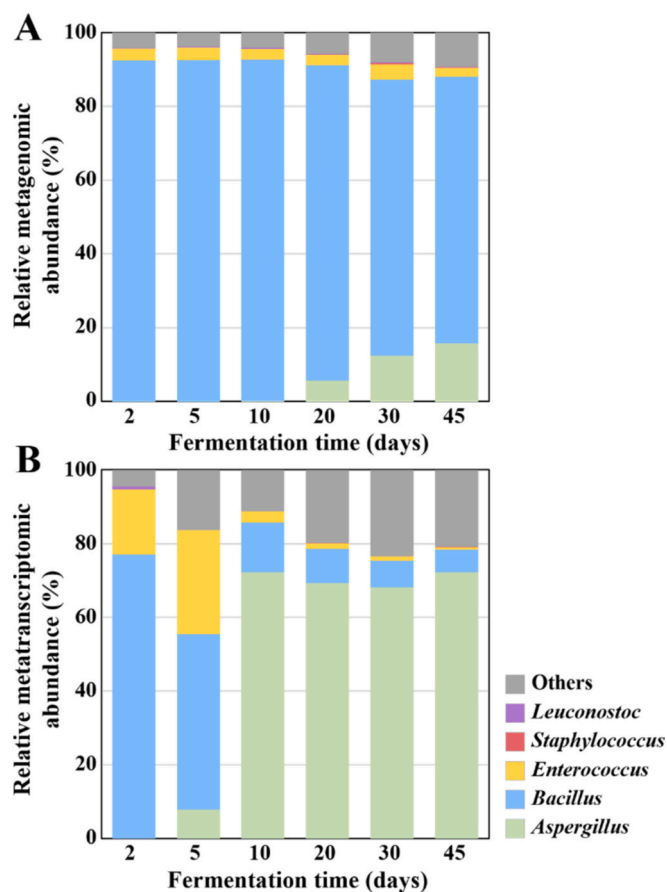 A
Relative metagenomic
abundance (%)
100
80
60
40
20
0
2 5 10 20 30 45
Fermentation time (days)
B
Relative metatranscriptomic
abundance (%)
100
80
60
40
20
0
2 5 10 20 30 45
Fermentation time (days)
Others
Leuconostoc
Staphylococcus
Enterococcus
Bacillus
Aspergillus